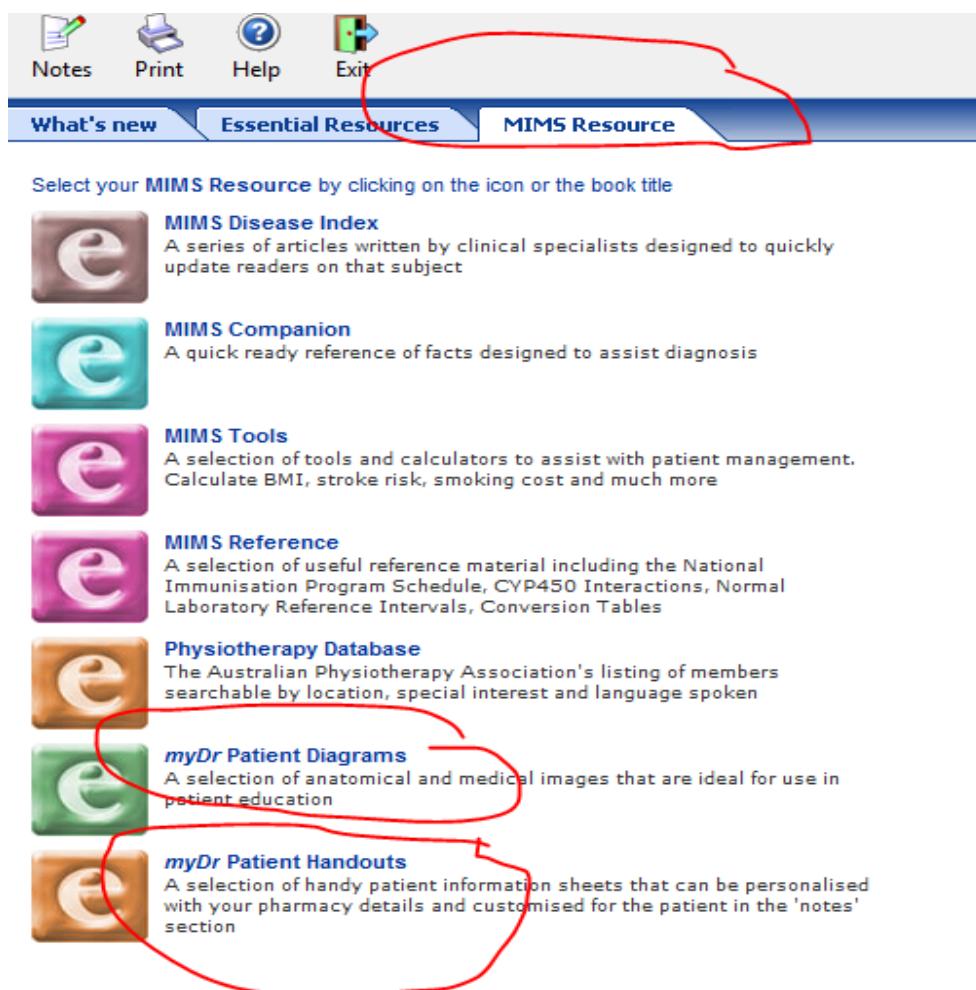 Notes Print Help Exit
What's new Essential Resources MIMS Resource
Select your MIMS Resource by clicking on the icon or the book title
e
MIMS Disease Index
A series of articles written by clinical specialists designed to quickly
update readers on that subject
e
MIMS Companion
A quick ready reference of facts designed to assist diagnosis
e
MIMS Tools
A selection of tools and calculators to assist with patient management.
Calculate BMI, stroke risk, smoking cost and much more
e
MIMS Reference
A selection of useful reference material including the National
Immunisation Program Schedule, CYP450 Interactions, Normal
Laboratory Reference Intervals, Conversion Tables
e
Physiotherapy Database
The Australian Physiotherapy Association's listing of members
searchable by location, special interest and language spoken
e
myDr Patient Diagrams
A selection of anatomical and medical images that are ideal for use in
patient education
e
myDr Patient Handouts
A selection of handy patient information sheets that can be personalised
with your pharmacy details and customised for the patient in the 'notes'
section